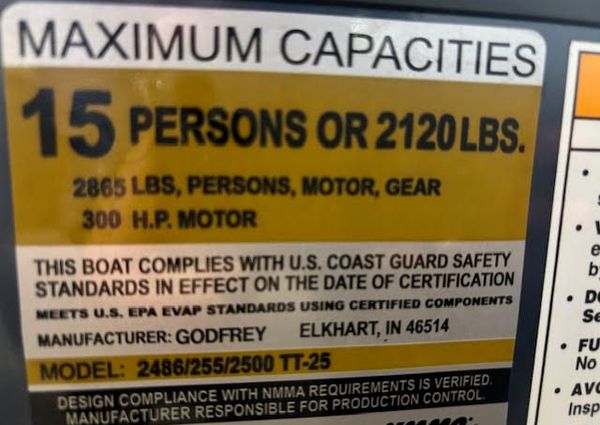 MAXIMUM CAPACITIES
15 PERSONS OR 2120 LBS.
2865 LBS, PERSONS, MOTOR, GEAR
300 H.P. MOTOR
THIS BOAT COMPLIES WITH U.S. COAST GUARD SAFETY
STANDARDS IN EFFECT ON THE DATE OF CERTIFICATION
MEETS U.S. EPA EVAP STANDARDS USING CERTIFIED COMPONENTS
MANUFACTURER: GODFREY ELKHART, IN 46514
MODEL: 2486/255/2500 TT-25
DESIGN COMPLIANCE WITH NMMA REQUIREMENTS IS VERIFIED.
MANUFACTURER RESPONSIBLE FOR PRODUCTION CONTROL.
No
Insp